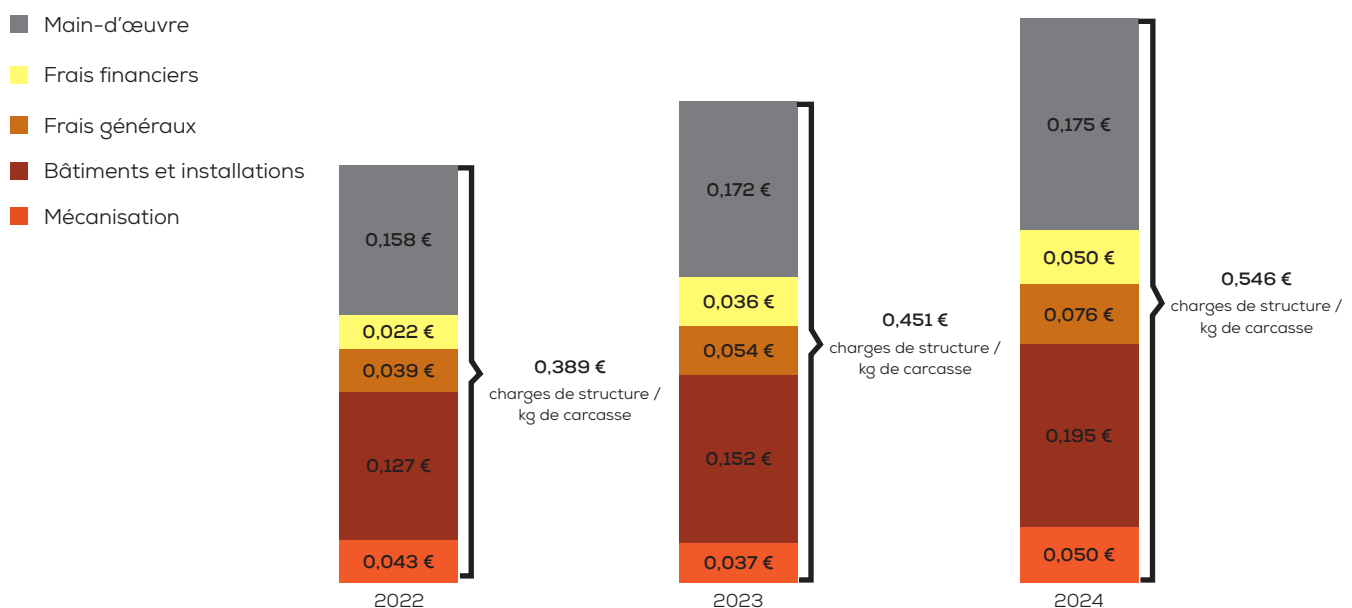 Main-d'œuvre
Frais financiers
Frais généraux
Bâtiments et installations
Mécanisation
0,158 €
0,022 €
0,039 €
0,127 €
0,043 €
0,389 €
charges de structure /
kg de carcasse
2022
0,172 €
0,036 €
0,054 €
0,152 €
0,037 €
0,451 €
charges de structure /
kg de carcasse
2023
0,175 €
0,050 €
0,076 €
0,195 €
0,050 €
0,546 €
charges de structure /
kg de carcasse
2024